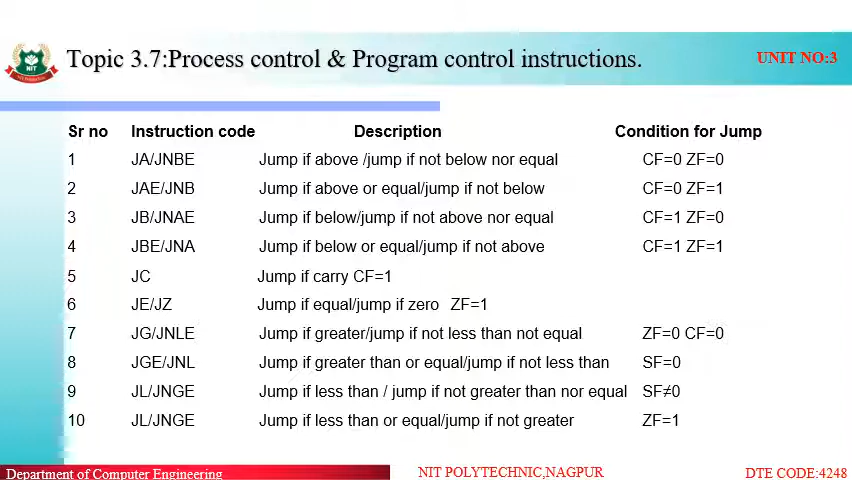 NIT
Topic 3.7:Process control & Program control instructions.
UNIT NO:3
Sr no Instruction code Description Condition for Jump
1 JA/JNBE Jump if above /jump if not below nor equal CF=0 ZF=0
2 JAE/JNB Jump if above or equal/jump if not below CF=0 ZF=1
3 JB/JNAE Jump if below/jump if not above nor equal CF=1 ZF=0
4 JBE/JNA Jump if below or equal/jump if not above CF=1 ZF=1
5 JC Jump if carry CF=1
6 JE/JZ Jump if equal/jump if zero ZF=1
7 JG/JNLE Jump if greater/jump if not less than not equal ZF=0 CF=0
8 JGE/JNL Jump if greater than or equal/jump if not less than SF=0
9 JL/JNGE Jump if less than / jump if not greater than nor equal SF≠0
10 JL/JNGE Jump if less than or equal/jump if not greater ZF=1
Department of Computer Engineering
NIT POLYTECHNIC,NAGPUR
DTE CODE:4248